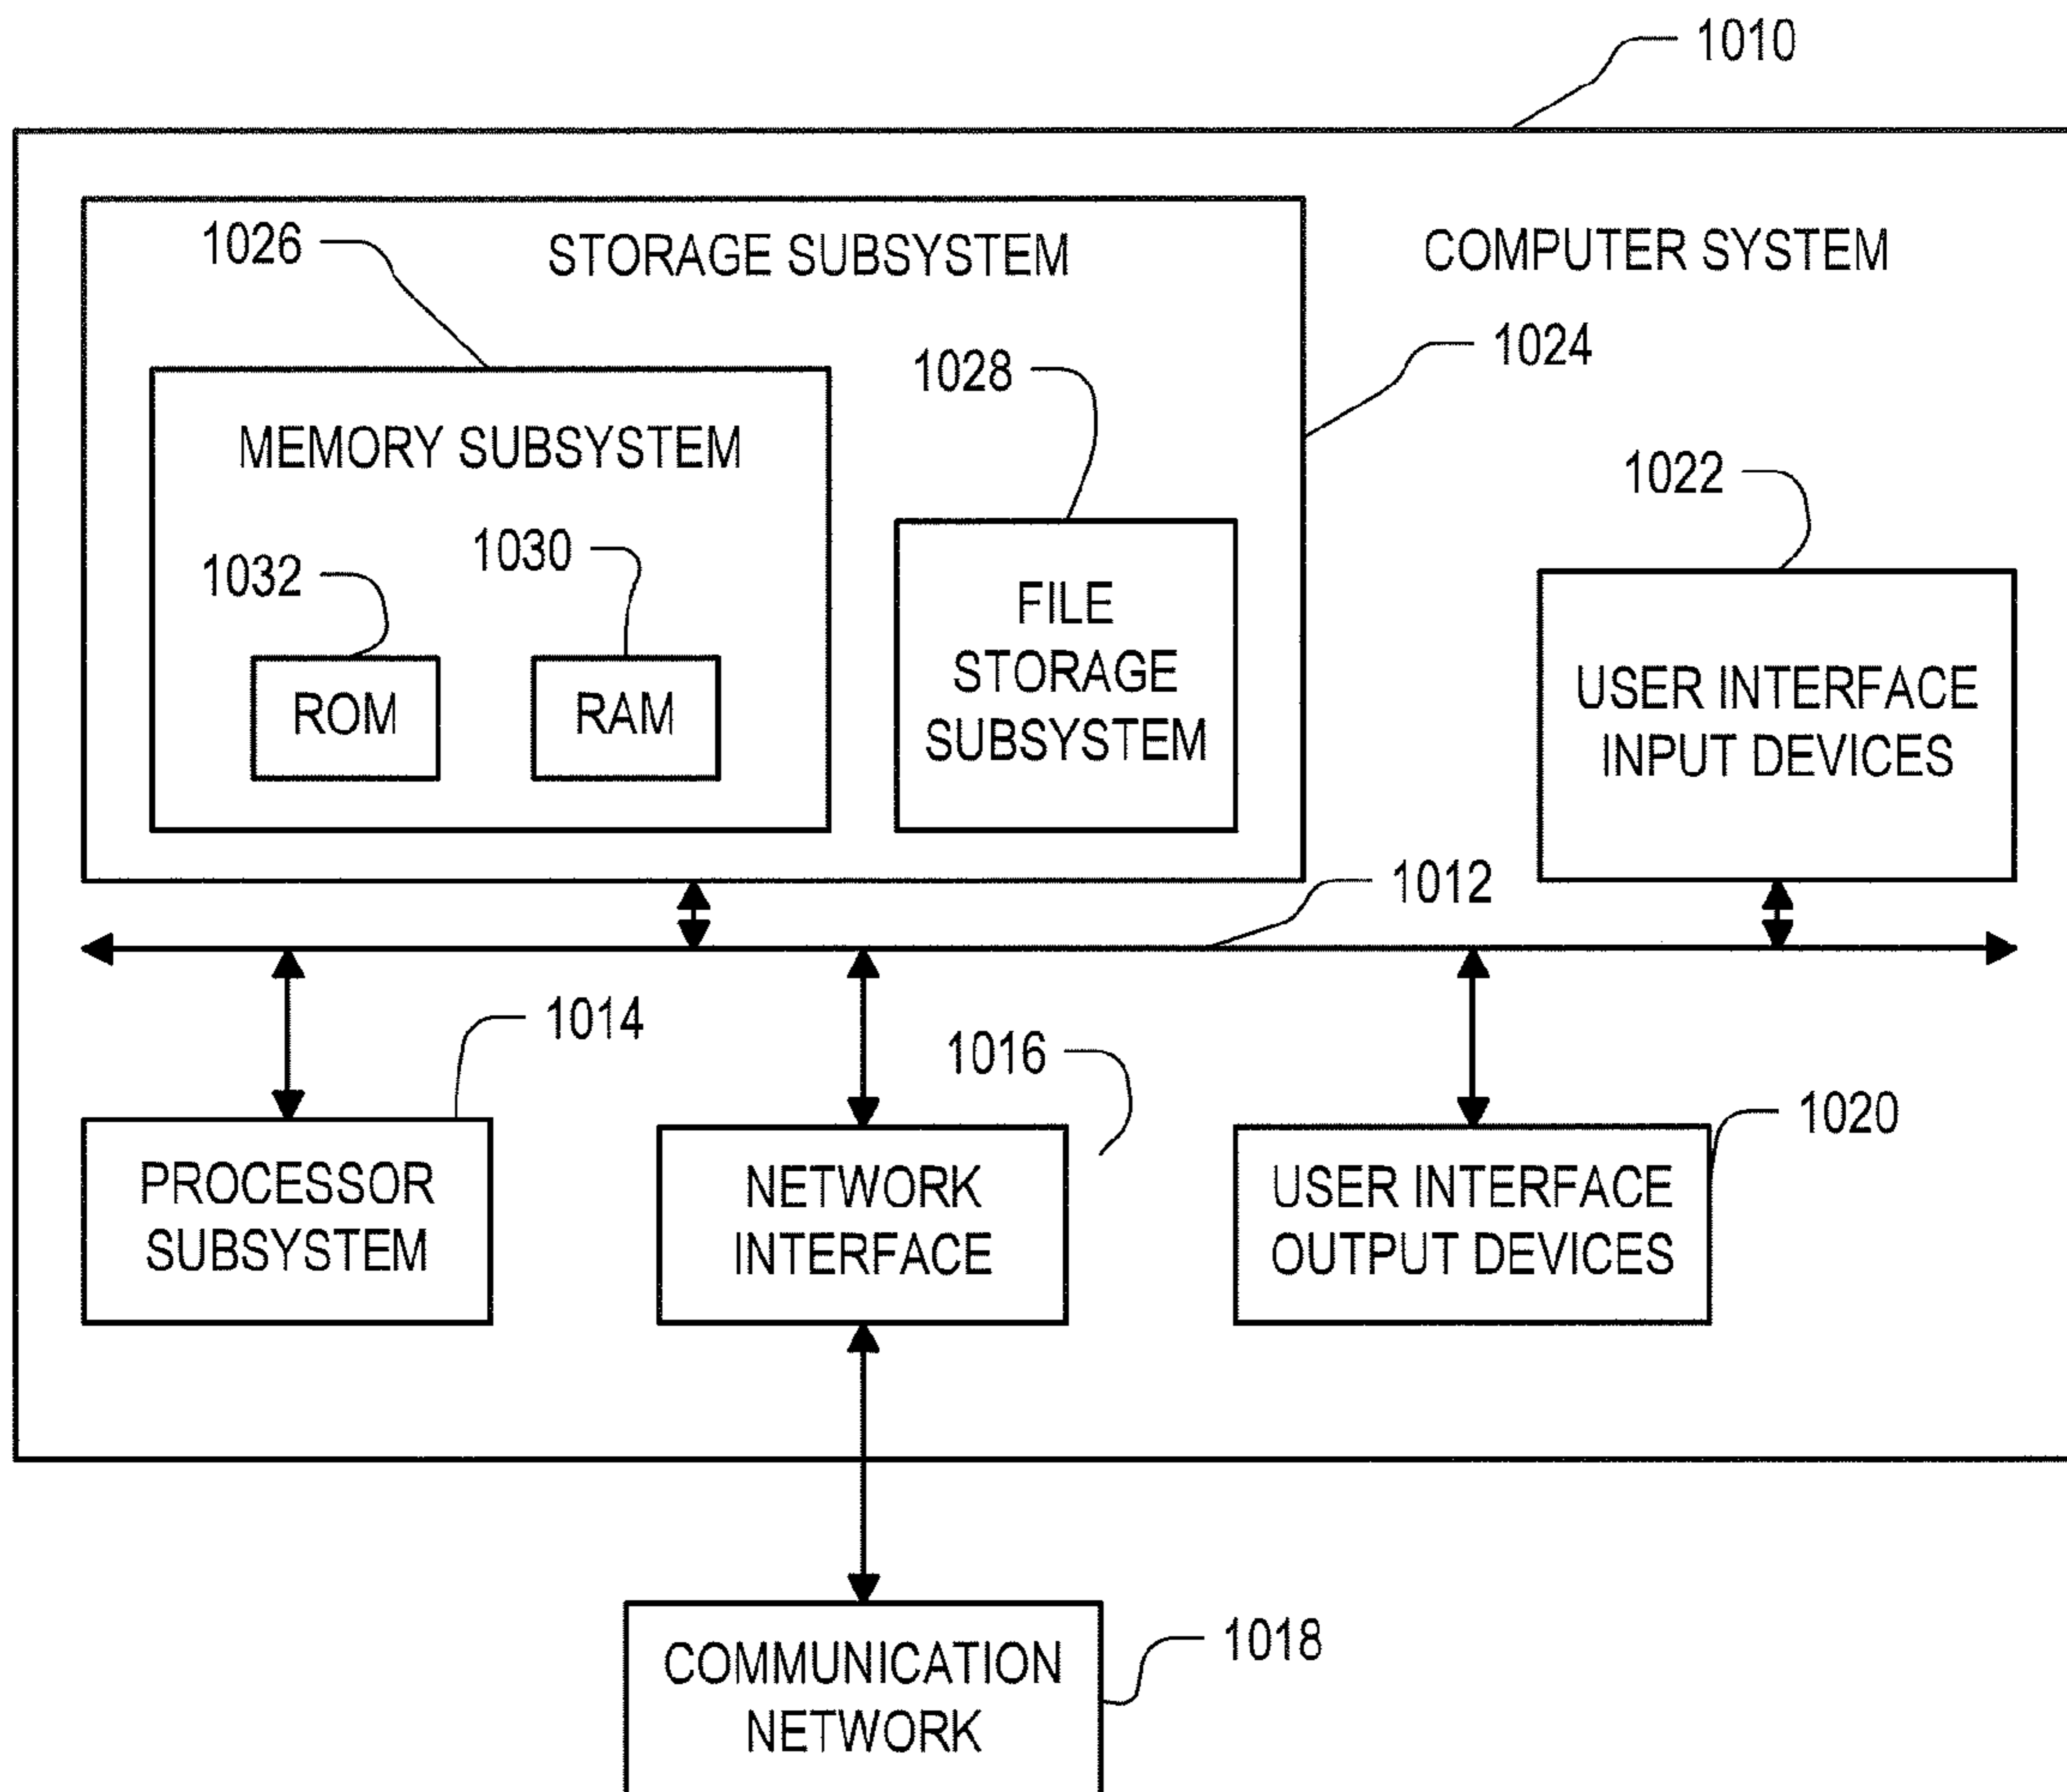 1010
1026
STORAGE SUBSYSTEM
COMPUTER SYSTEM
1024
1028
MEMORY SUBSYSTEM
1022
1032
1030
FILE
STORAGE
SUBSYSTEM
ROM
RAM
USER INTERFACE
INPUT DEVICES
1012
1014
1016
1020
PROCESSOR
SUBSYSTEM
NETWORK
INTERFACE
USER INTERFACE
OUTPUT DEVICES
COMMUNICATION
NETWORK
1018